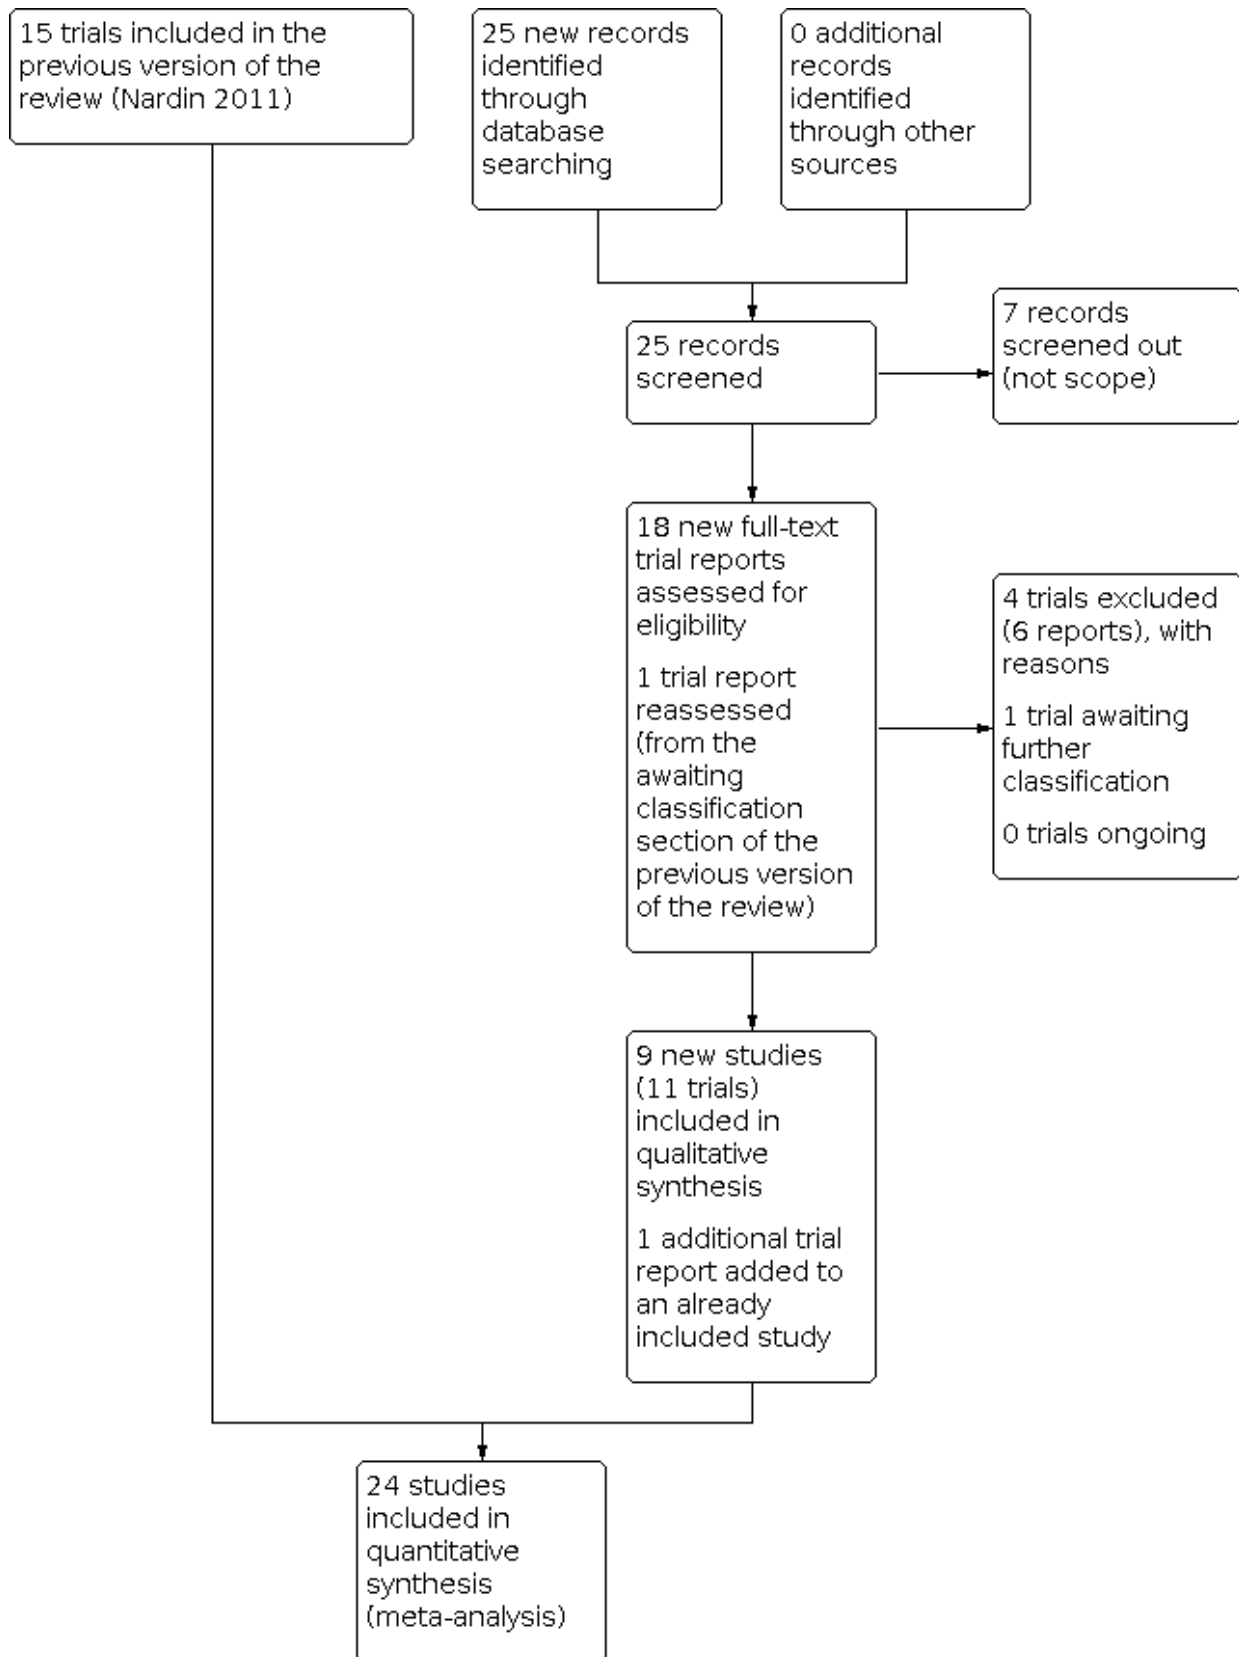 15 trials included in the
previous version of the
review (Nardin 2011)
25 new records
identified
through
database
searching
0 additional
records
identified
through other
sources
25 records
screened
7 records
screened out
(not scope)
18 new full-text
trial reports
assessed for
eligibility
1 trial report
reassessed
(from the
awaiting
classification
section of the
previous version
of the review)
4 trials excluded
(6 reports), with
reasons
1 trial awaiting
further
classification
0 trials ongoing
9 new studies
(11 trials)
included in
qualitative
synthesis
1 additional trial
report added to
an already
included study
24 studies
included in
quantitative
synthesis
(meta-analysis)